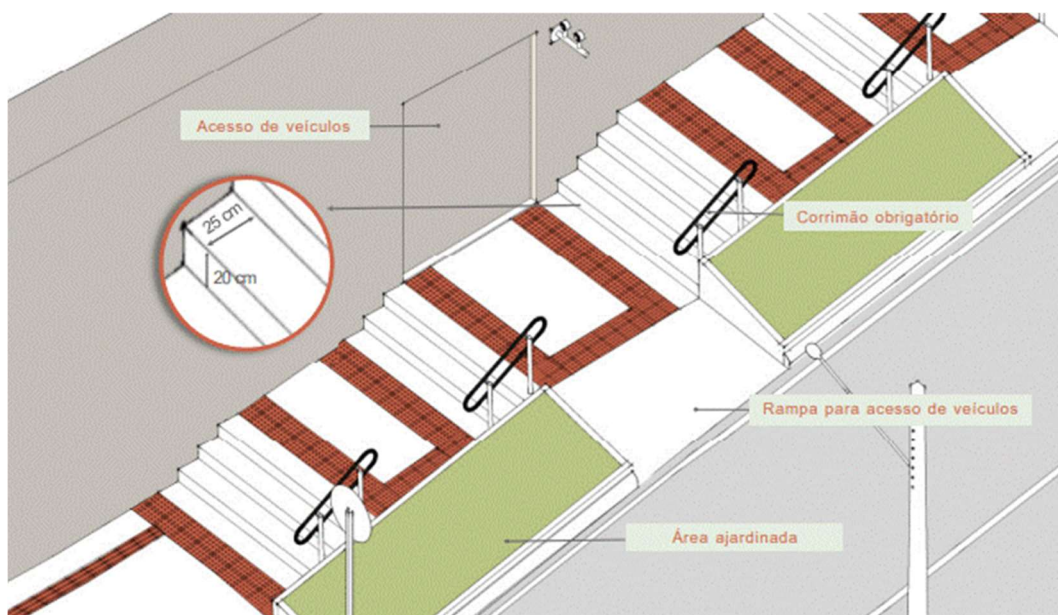 Acesso de veículos
25 cm
20 cm
Corrimão obrigatório
Rampa para acesso de veículos
Área ajardinada